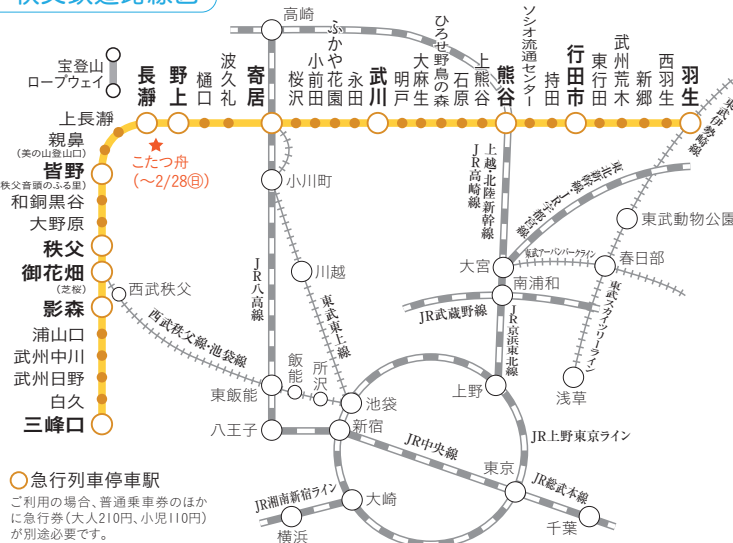 高崎
宝登山
ロープウェイ
長瀞
野上
樋口
波久礼
寄居
桜沢
小前田
ふかや花園
永田
武川
明戸
大麻生
ひろせ野鳥の森
石原
上熊谷
熊谷
ソシオ流通センター
持田
行田市
東行田
武州荒木
新郷
西羽生
羽生
上長瀞
親鼻
(美の山登山口)
皆野
(秩父音頭のふる里)
和銅黒谷
大野原
秩父
御花畑
(芝桜)
影森
浦山口
武州中川
武州日野
白久
三峰口
こたつ舟
(〜2/28㊐)
小川町
川越
西武秩父
西武秩父線・池袋線
JR八高線
東武東上線
東飯能
飯能
所沢
池袋
八王子
新宿
上越・北陸新幹線
JR高崎線
東北新幹線
JR宇都宮線
東武伊勢崎線
東武動物公園
大宮
東武アーバンパークライン
春日部
南浦和
JR武蔵野線
JR京浜東北線
東武スカイツリーライン
浅草
上野
JR上野東京ライン
JR中央線
東京
JR総武本線
千葉
JR湘南新宿ライン
大崎
横浜
急行列車停車駅
ご利用の場合、普通乗車券のほか
に急行券(大人210円、小児110円)
が別途必要です。